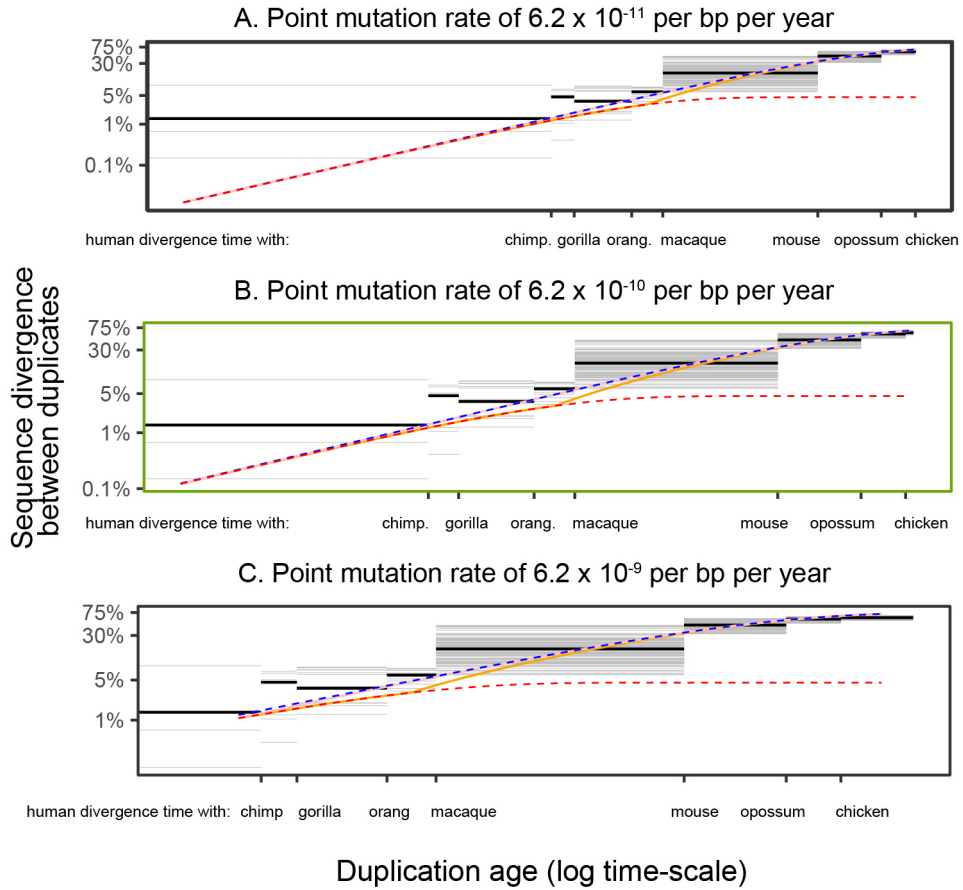 A. Point mutation rate of 6.2 x 10⁻¹¹ per bp per year
75%
30%
5%
1%
0.1%
human divergence time with: chimp. gorilla orang. macaque mouse opossum chicken
Sequence divergence
between duplicates
B. Point mutation rate of 6.2 x 10⁻¹⁰ per bp per year
75%
30%
5%
1%
0.1%
human divergence time with: chimp. gorilla orang. macaque mouse opossum chicken
C. Point mutation rate of 6.2 x 10⁻⁹ per bp per year
75%
30%
5%
1%
human divergence time with: chimp gorilla orang macaque mouse opossum chicken
Duplication age (log time-scale)